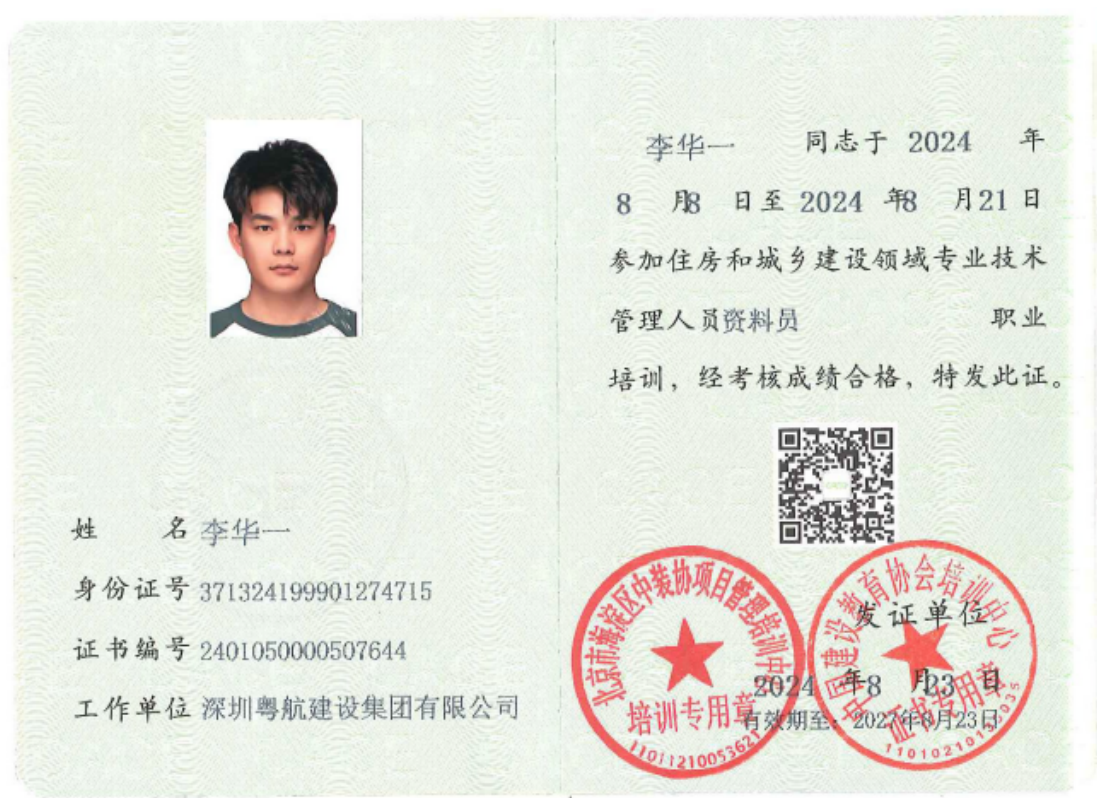 姓 名 李华一
身份证号 371324199901274715
证书编号 2401050000507644
工作单位 深圳粤航建设集团有限公司
李华一 同志于 2024 年
8 月8 日至 2024 年8 月21 日
参加住房和城乡建设领域专业技术
管理人员资料员 职业
培训，经考核成绩合格，特发此证。
北京市海淀区中装协项目管理培训中心
培训专用章
中国建设教育协会培训中心
证书专用章
发证单位
2024 年8 月23 日
有效期至：2027年8月23日